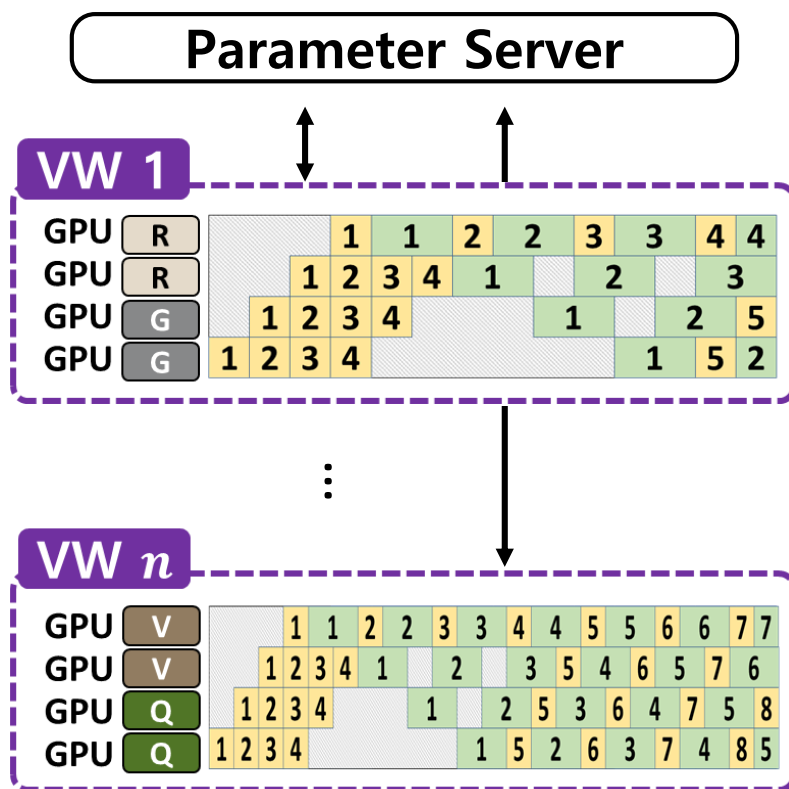 Parameter Server
VW 1
GPU R 1 1 2 2 3 3 4 4
GPU R 1 2 3 4 1 2 3
GPU G 1 2 3 4 1 2 5
GPU G 1 2 3 4 1 5 2
⋮
VW n
GPU V 1 1 2 2 3 3 4 4 5 5 6 6 7 7
GPU V 1 2 3 4 1 2 3 5 4 6 5 7 6
GPU Q 1 2 3 4 1 2 5 3 6 4 7 5 8
GPU Q 1 2 3 4 1 5 2 6 3 7 4 8 5